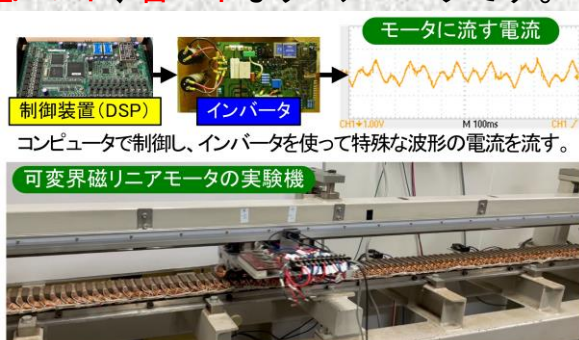 モータに流す電流
制御装置(DSP)
インバータ
CH1 1.00V
M 100ms
CH1
コンピュータで制御し、インバータを使って特殊な波形の電流を流す。
可変界磁リニアモータの実験機